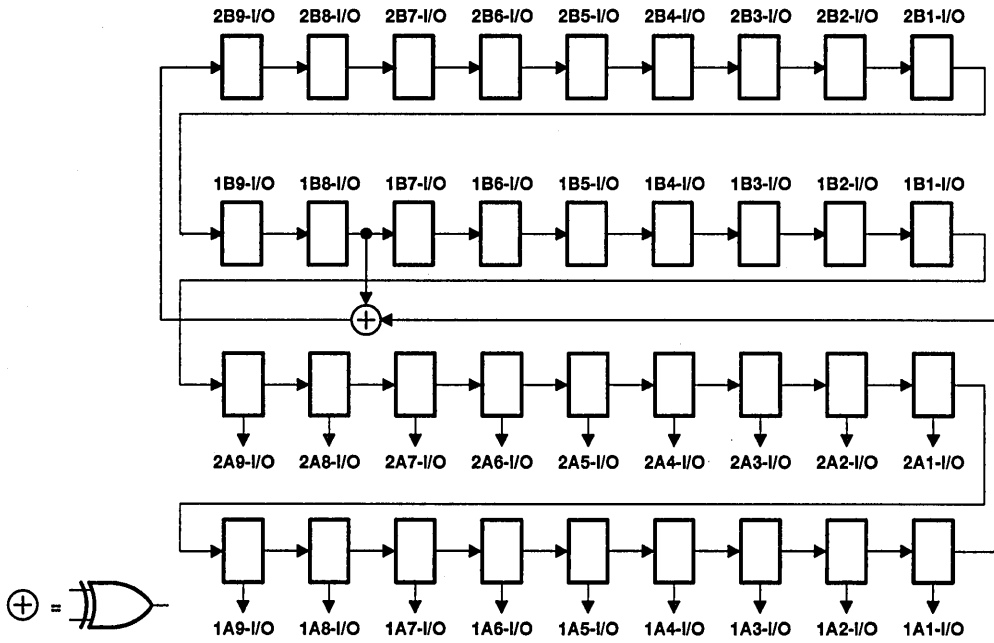 2B9-I/O 2B8-I/O 2B7-I/O 2B6-I/O 2B5-I/O 2B4-I/O 2B3-I/O 2B2-I/O 2B1-I/O
1B9-I/O 1B8-I/O 1B7-I/O 1B6-I/O 1B5-I/O 1B4-I/O 1B3-I/O 1B2-I/O 1B1-I/O
2A9-I/O 2A8-I/O 2A7-I/O 2A6-I/O 2A5-I/O 2A4-I/O 2A3-I/O 2A2-I/O 2A1-I/O
=
1A9-I/O 1A8-I/O 1A7-I/O 1A6-I/O 1A5-I/O 1A4-I/O 1A3-I/O 1A2-I/O 1A1-I/O